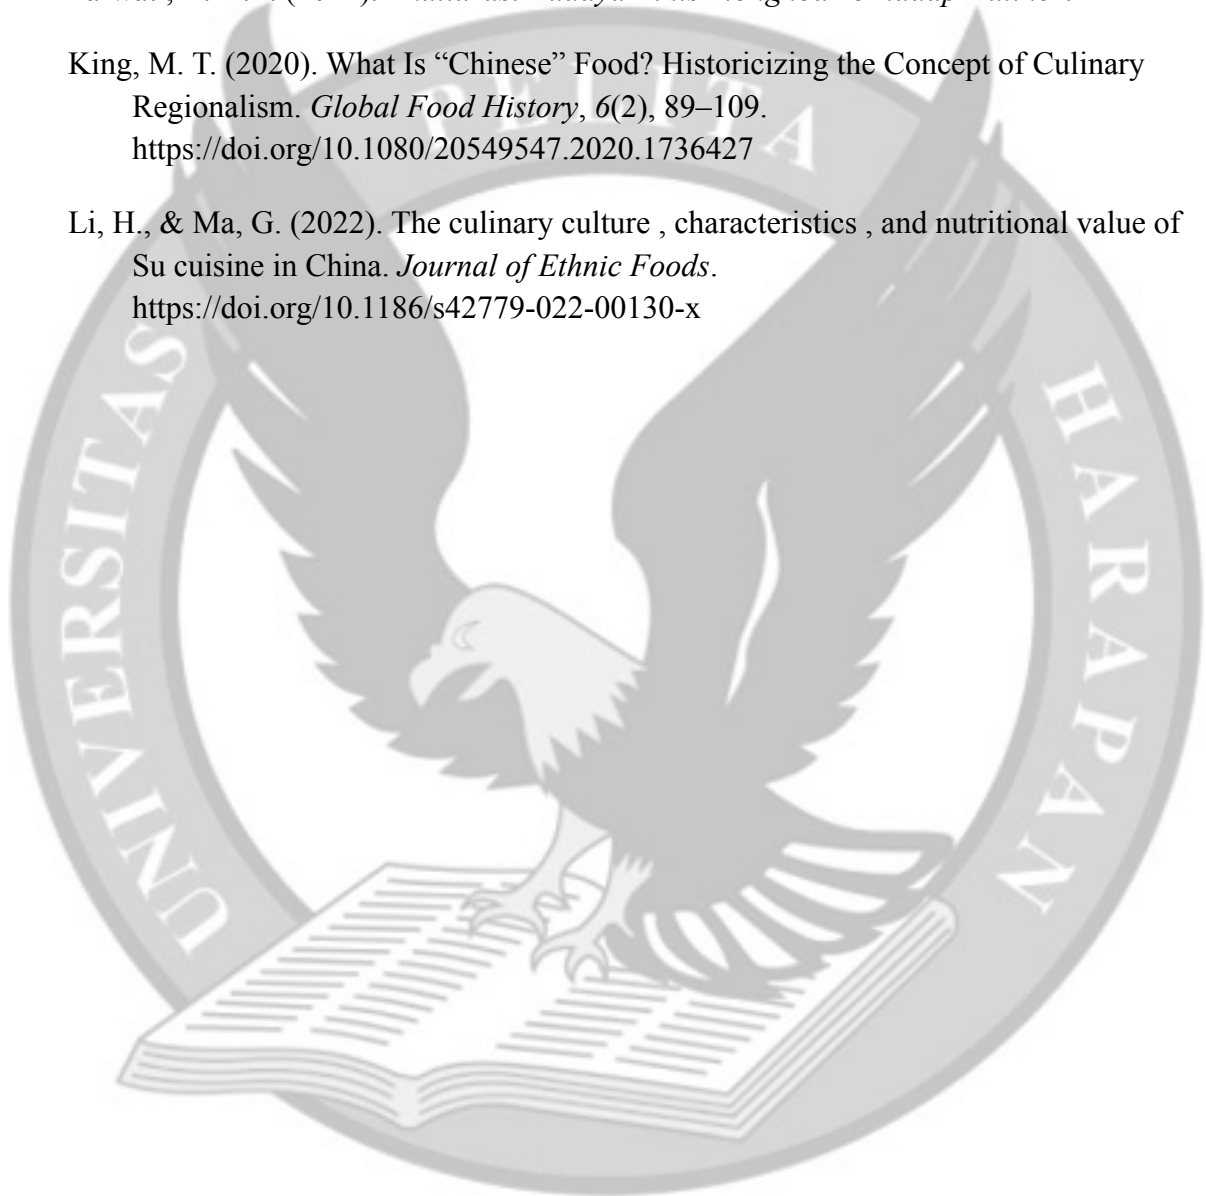 King, M. T. (2020). What Is “Chinese” Food? Historicizing the Concept of Culinary
Regionalism. Global Food History, 6(2), 89–109.
https://doi.org/10.1080/20549547.2020.1736427
Li, H., & Ma, G. (2022). The culinary culture , characteristics , and nutritional value of
Su cuisine in China. Journal of Ethnic Foods.
https://doi.org/10.1186/s42779-022-00130-x
UNIVERSITAS
PELITA
HARAPAN